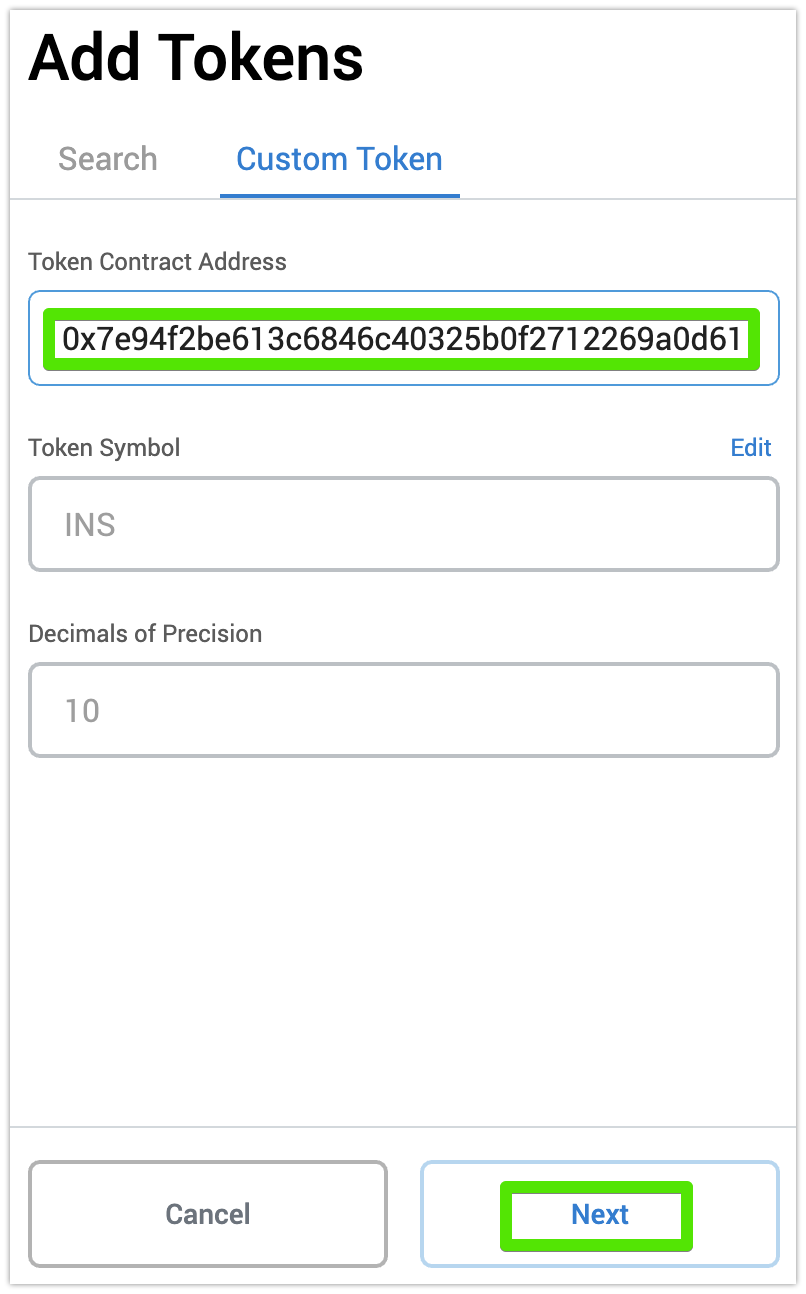 Add Tokens
Search Custom Token
Token Contract Address
0x7e94f2be613c6846c40325b0f2712269a0d61
Token Symbol Edit
INS
Decimals of Precision
10
Cancel Next